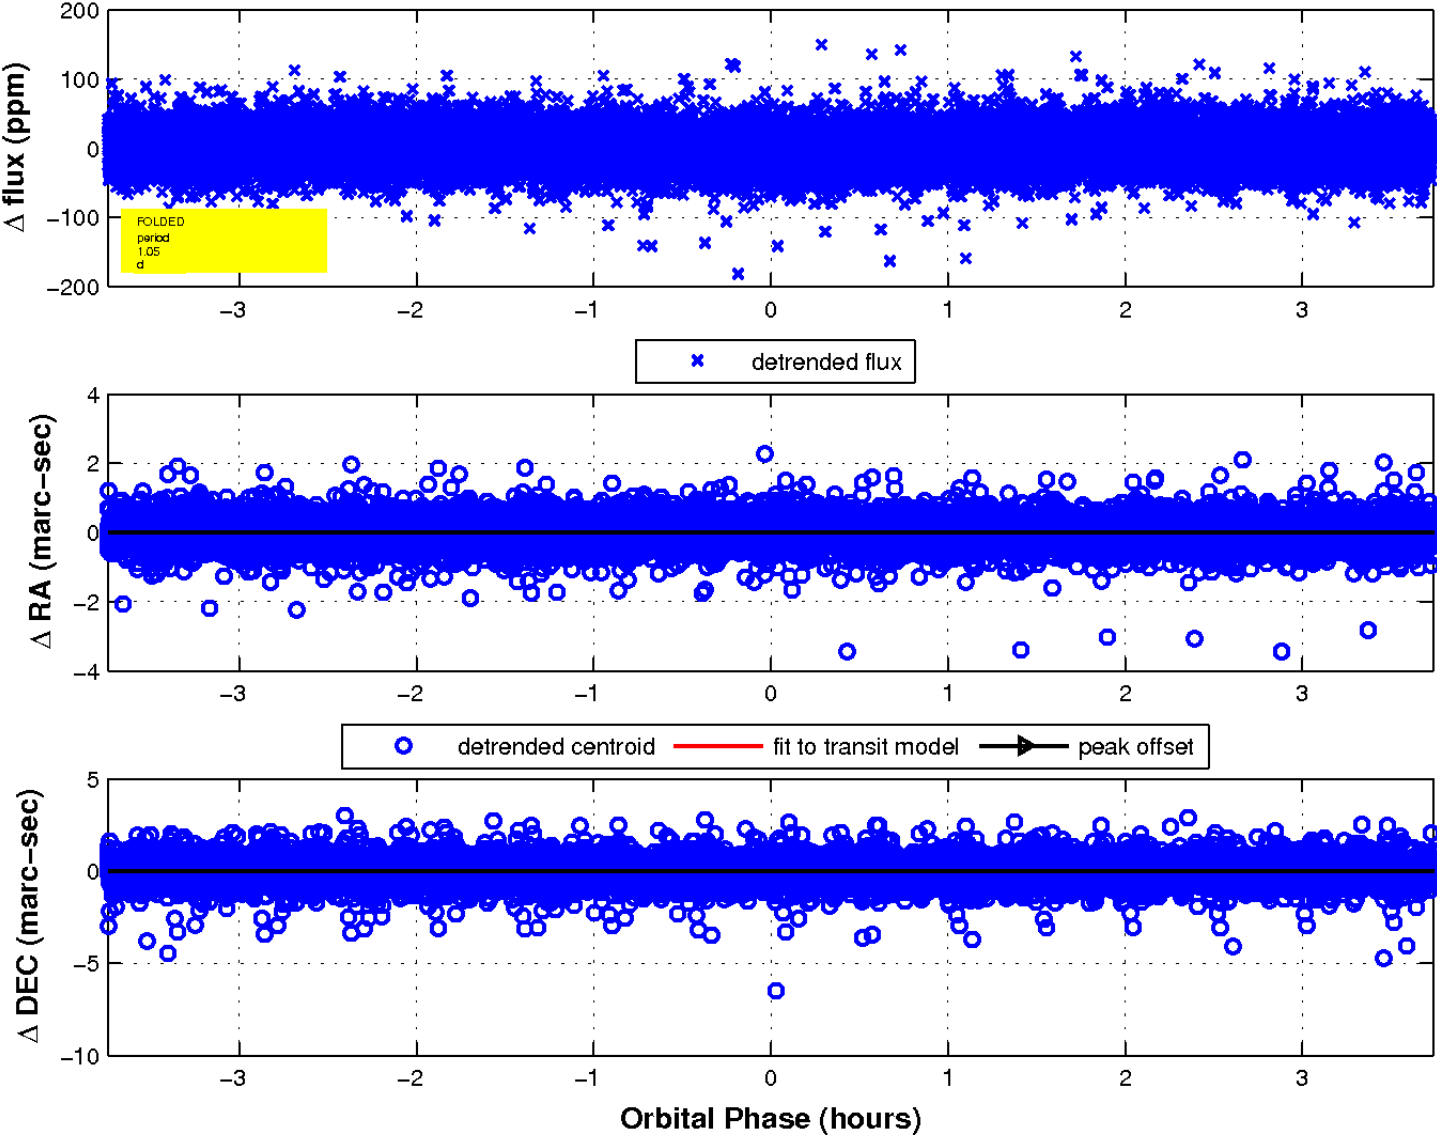 200
100
0
−100
−200
Δ flux (ppm)
FOLDED
period
1.05
d
−3 −2 −1 0 1 2 3
detrended flux
4
2
0
−2
−4
Δ RA (marc−sec)
−3 −2 −1 0 1 2 3
detrended centroid fit to transit model peak offset
5
0
−5
−10
Δ DEC (marc−sec)
−3 −2 −1 0 1 2 3
Orbital Phase (hours)